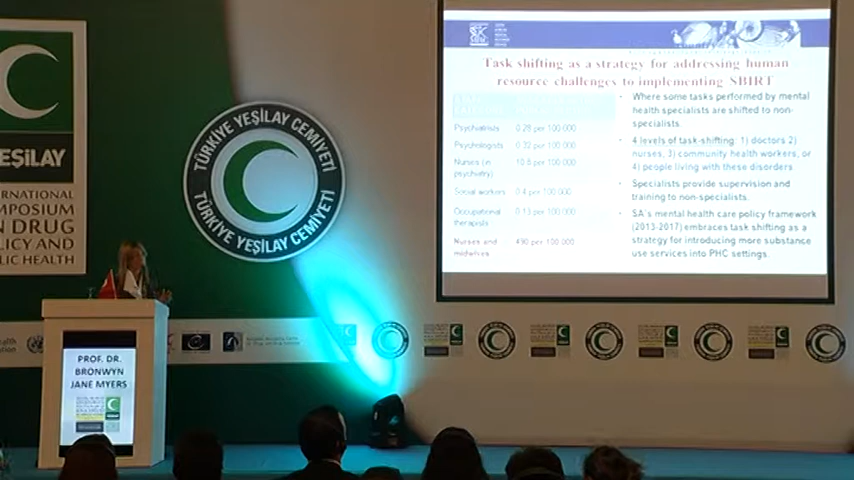 EŞİLAY
RNATIONAL
MPOSIUM
N DRUG
LICY AND
LIC HEALTH
TÜRKİYE YEŞİLAY CEMİYETİ
TÜRKİYE YEŞİLAY CEMİYETİ
Task shifting as a strategy for addressing human
resource challenges to implementing SBIRT
Psychiatrists 0.28 per 100 000
Psychologists 0.32 per 100 000
Nurses (in
psychiatry) 10.8 per 100 000
Social workers 0.4 per 100 000
Occupational
therapists 0.13 per 100 000
Nurses and
midwives 490 per 100 000
• Where some tasks performed by mental
health specialists are shifted to non-
specialists.
• 4 levels of task-shifting: 1) doctors 2)
nurses, 3) community health workers, or
4) people living with these disorders.
• Specialists provide supervision and
training to non-specialists.
• SA's mental health care policy framework
(2013-2017) embraces task shifting as a
strategy for introducing more substance
use services into PHC settings.
PROF. DR.
BRONWYN
JANE MYERS